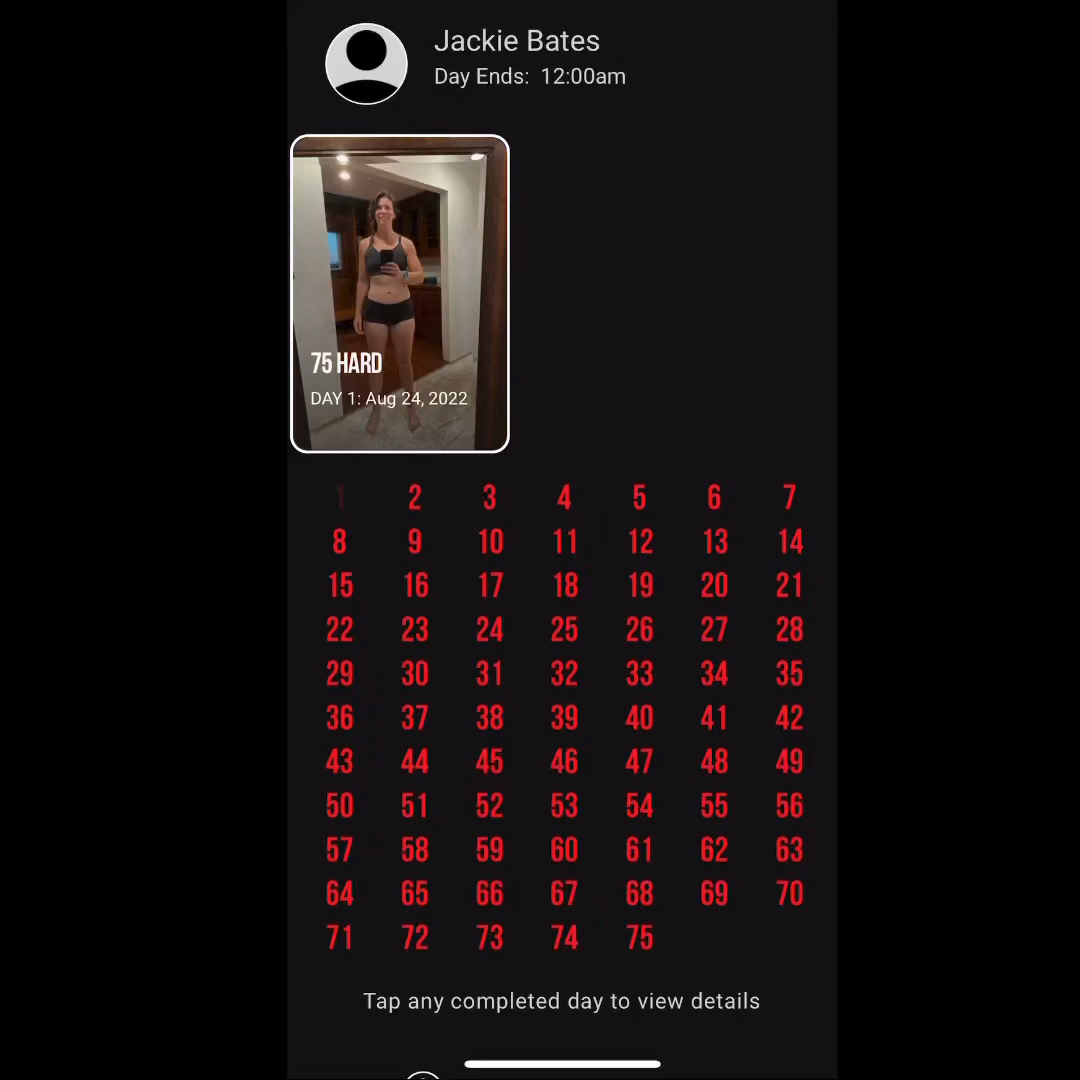 Jackie Bates
Day Ends: 12:00am
75 HARD
DAY 1: Aug 24, 2022
1 2 3 4 5 6 7
8 9 10 11 12 13 14
15 16 17 18 19 20 21
22 23 24 25 26 27 28
29 30 31 32 33 34 35
36 37 38 39 40 41 42
43 44 45 46 47 48 49
50 51 52 53 54 55 56
57 58 59 60 61 62 63
64 65 66 67 68 69 70
71 72 73 74 75
Tap any completed day to view details